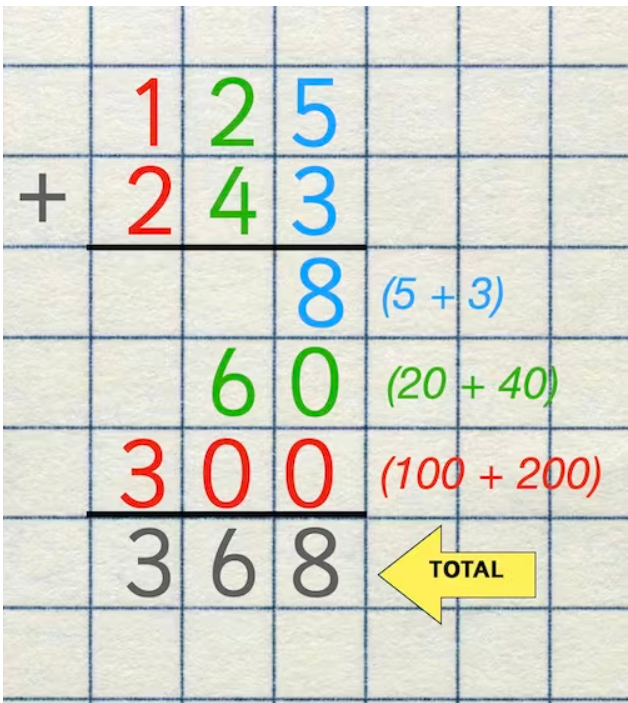 125
+ 243
8 (5 + 3)
60 (20 + 40)
300 (100 + 200)
368 TOTAL